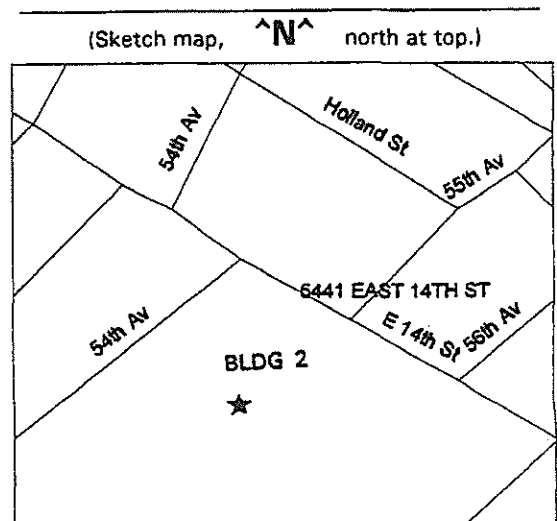 (Sketch map, ^N^ north at top.)
54th Av
Holland St
55th Av
5441 EAST 14TH ST
54th Av
E 14th St
56th Av
BLDG 2